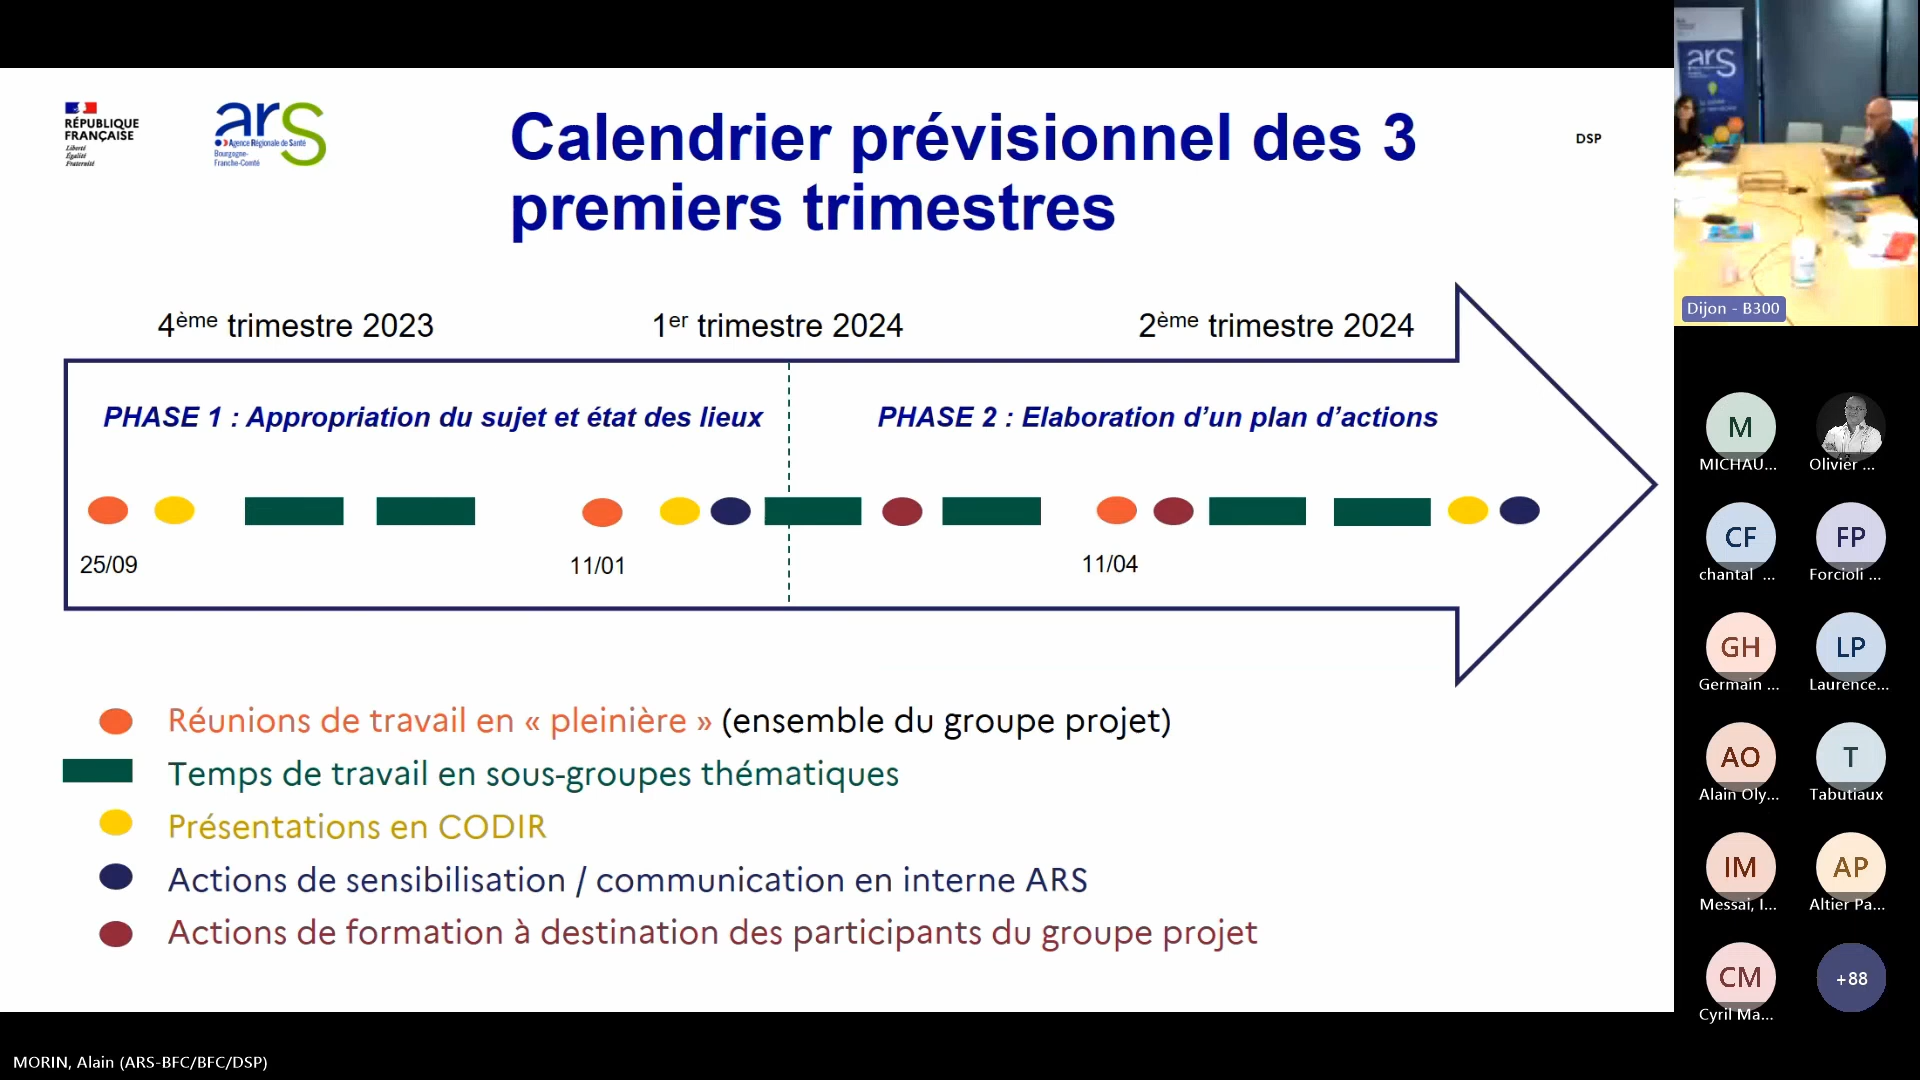 RÉPUBLIQUE
FRANÇAISE
Liberté
Égalité
Fraternité
ars
Agence Régionale de Santé
Bourgogne-
Franche-Comté
Calendrier prévisionnel des 3
premiers trimestres
DSP
4ème trimestre 2023
1er trimestre 2024
2ème trimestre 2024
PHASE 1 : Appropriation du sujet et état des lieux
PHASE 2 : Elaboration d’un plan d’actions
25/09
11/01
11/04
Réunions de travail en « pleinière » (ensemble du groupe projet)
Temps de travail en sous-groupes thématiques
Présentations en CODIR
Actions de sensibilisation / communication en interne ARS
Actions de formation à destination des participants du groupe projet
ars
Dijon - B300
M
MICHAU...
Olivier ...
CF
chantal ...
FP
Forcioli ...
GH
Germain ...
LP
Laurence...
AO
Alain Oly...
T
Tabutiaux
IM
Messai, I...
AP
Altier Pa...
CM
Cyril Ma...
+88
MORIN, Alain (ARS-BFC/BFC/DSP)